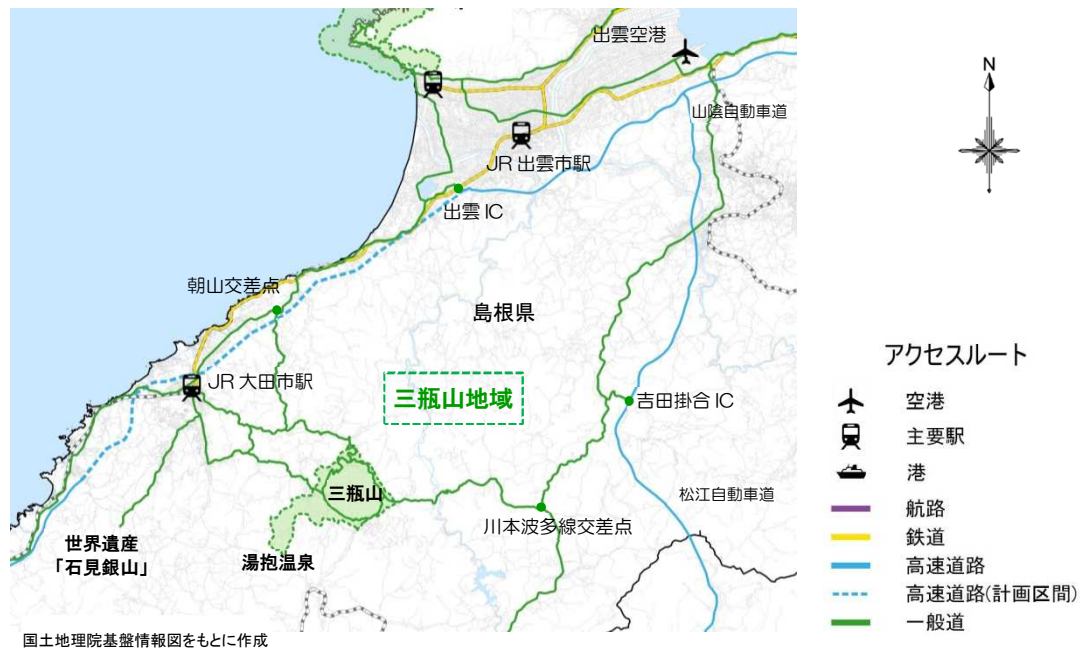 出雲空港
山陰自動車道
JR 出雲市駅
出雲 IC
朝山交差点
島根県
JR 大田市駅
三瓶山地域
吉田掛合 IC
三瓶山
松江自動車道
川本波多線交差点
世界遺産
「石見銀山」
湯抱温泉
国土地理院基盤情報図をもとに作成
N
アクセスルート
空港
主要駅
港
航路
鉄道
高速道路
高速道路(計画区間)
一般道